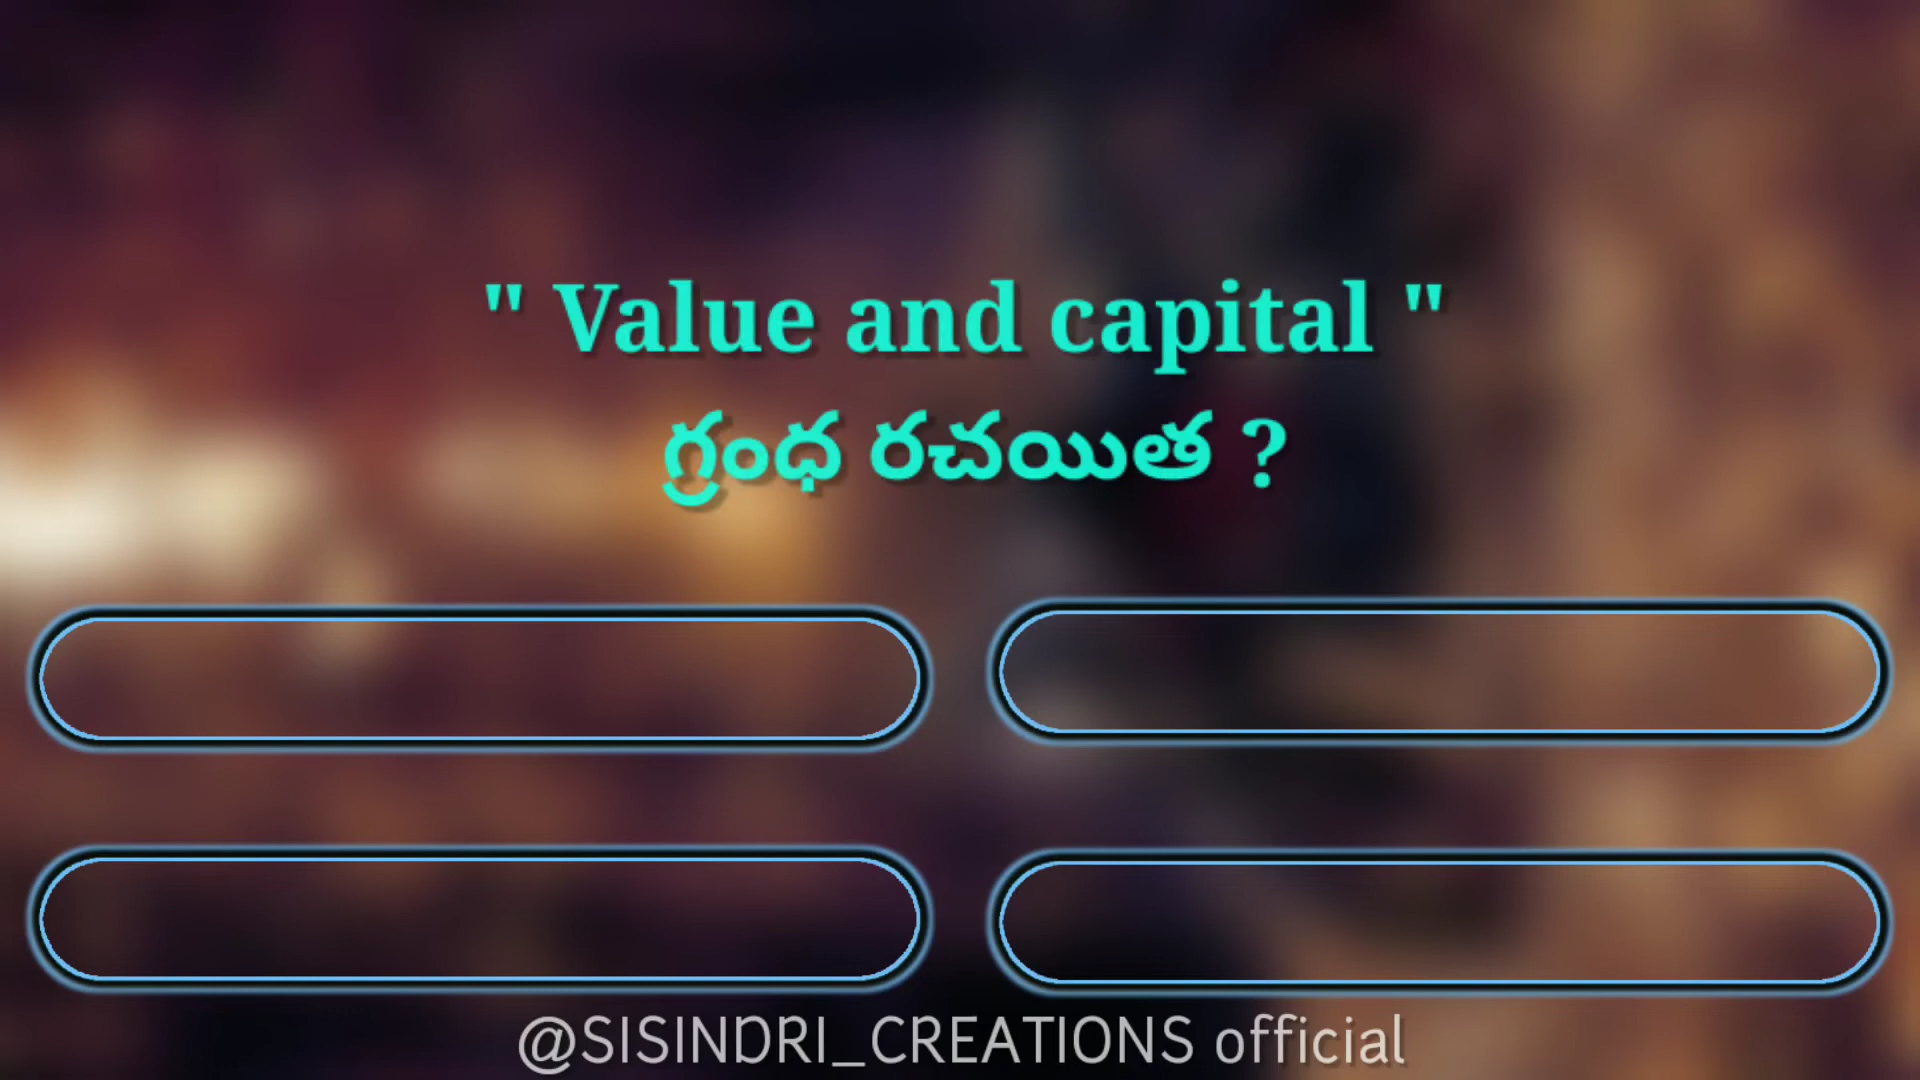 " Value and capital "
గ్రంధ రచయిత ?
@SISINDRI_CREATIONS official